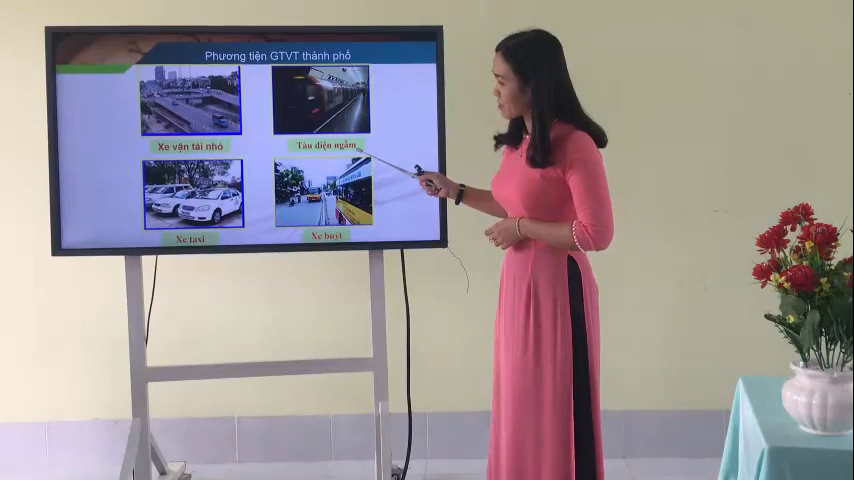 Phương tiện GTVT thành phố
Xe vận tải nhỏ
Tàu điện ngầm
Xe taxi
Xe buýt